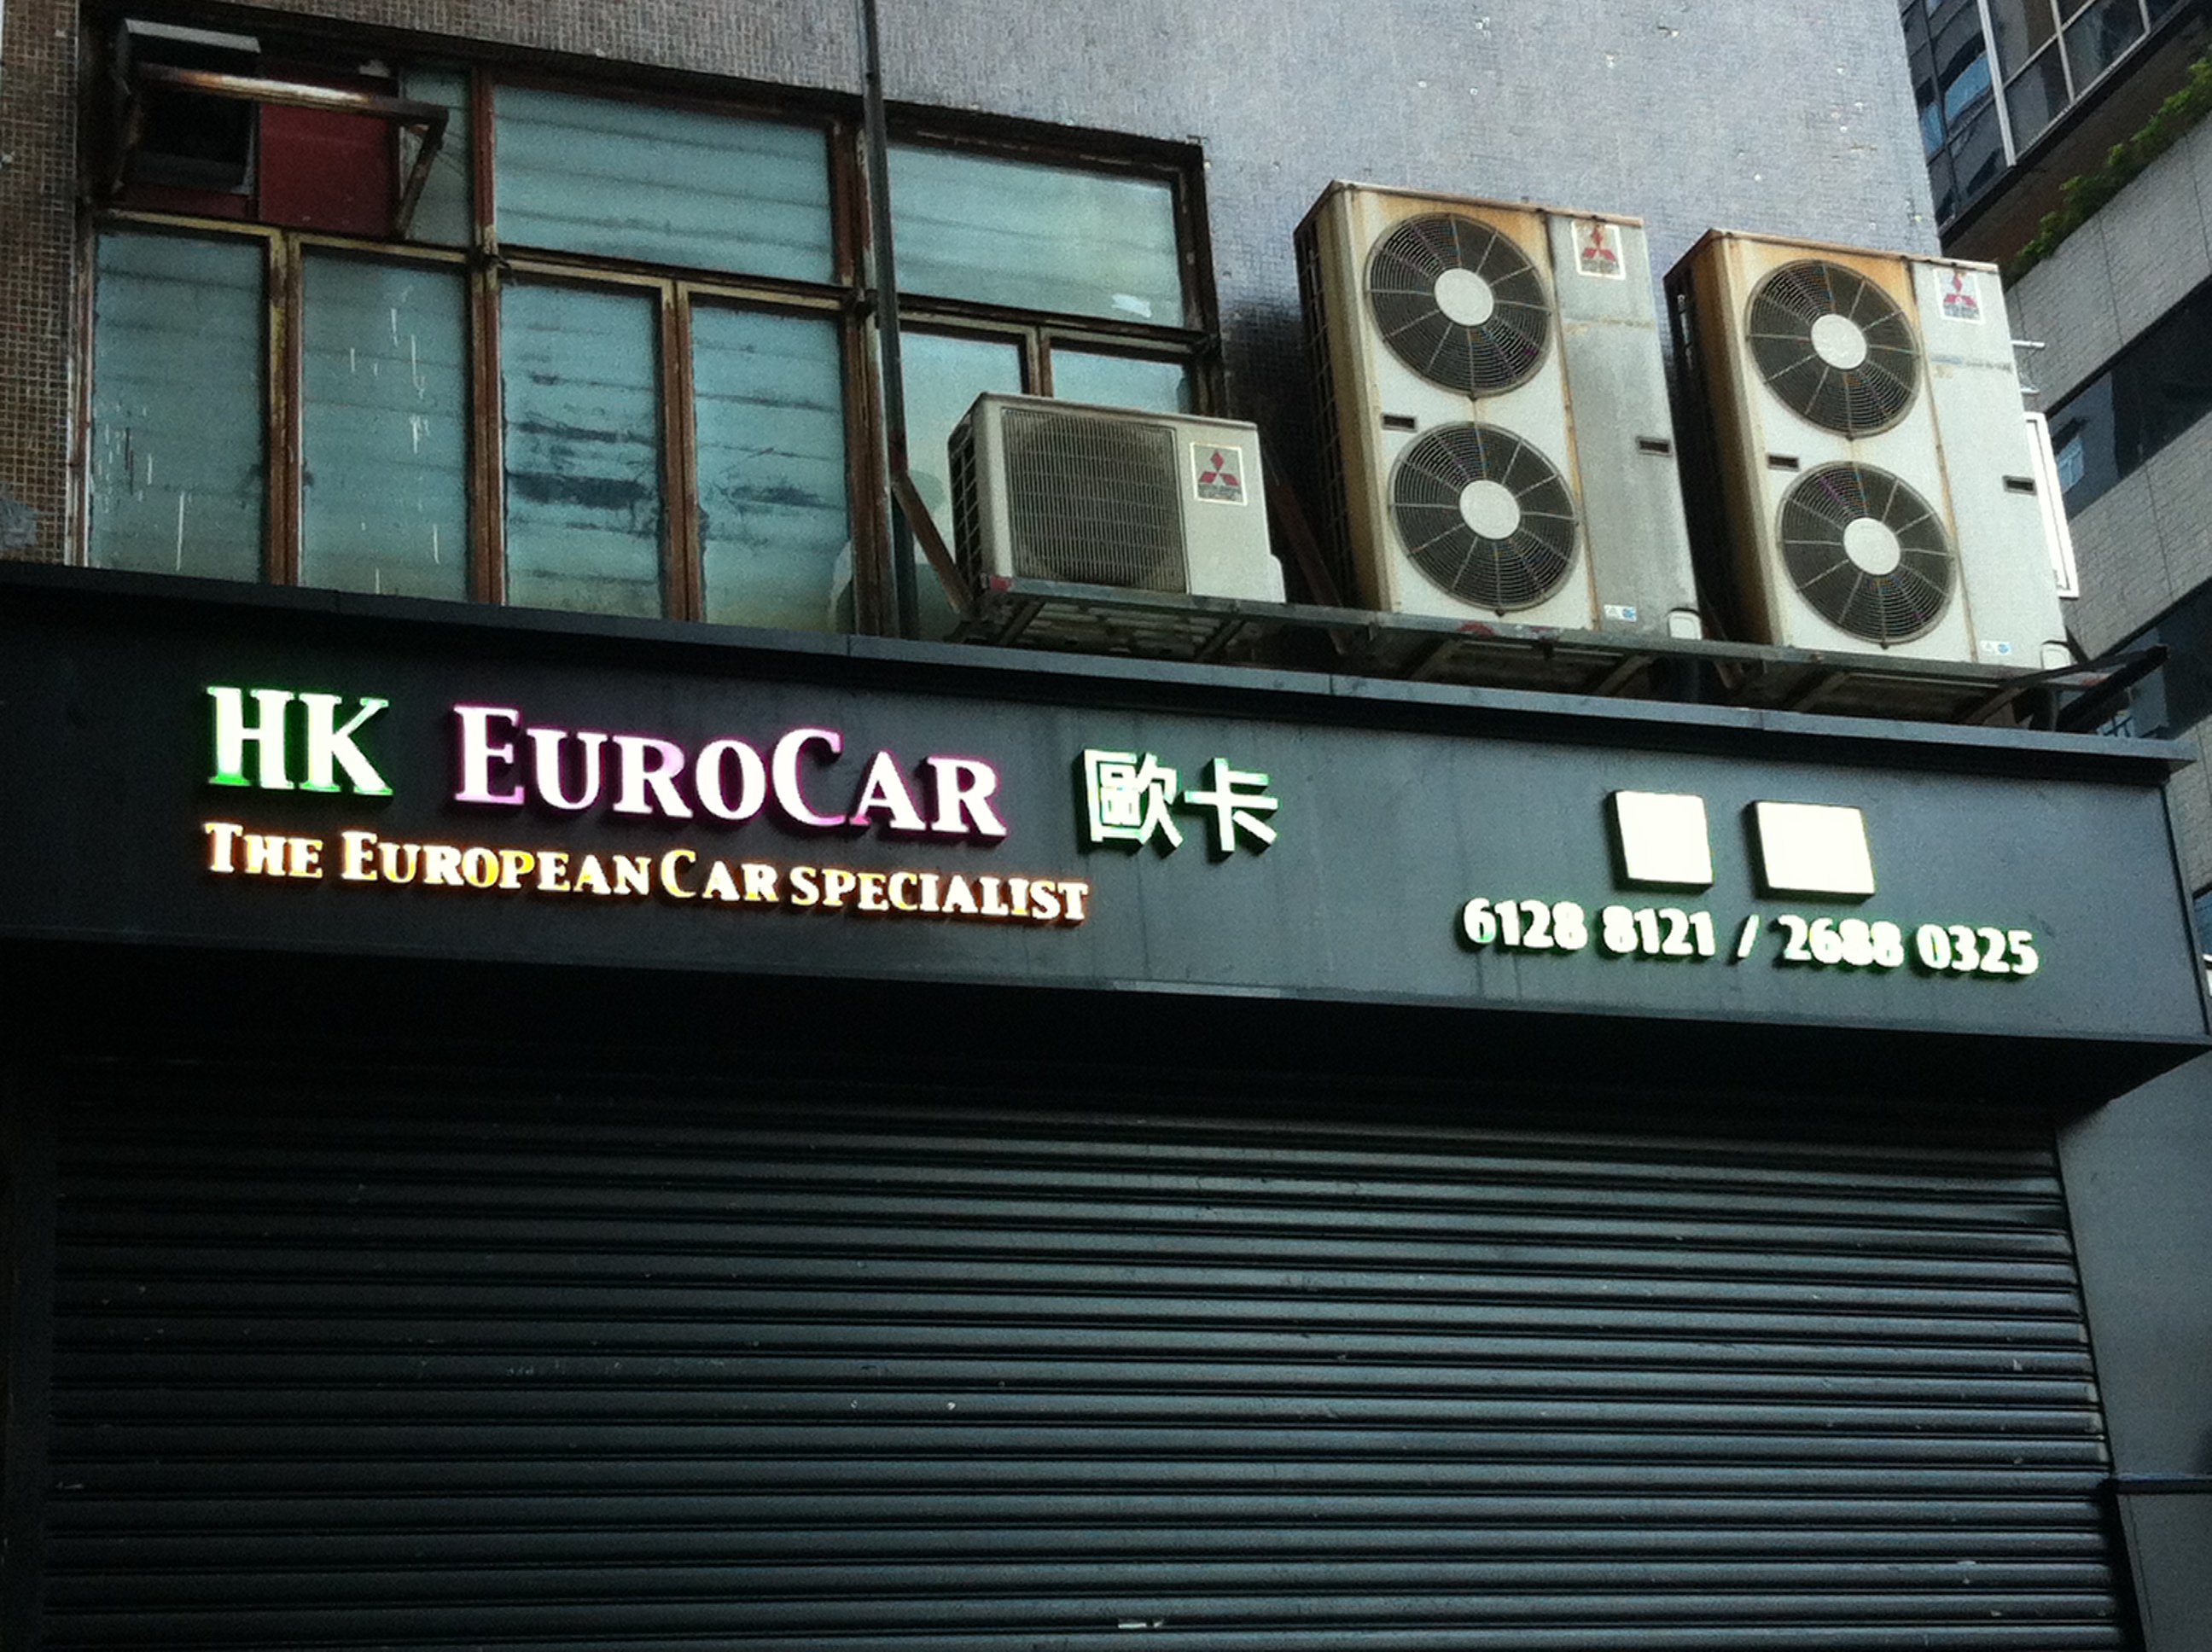 HK EUROCAR 歐卡
THE EUROPEAN CAR SPECIALIST
6128 8121 / 2688 0325